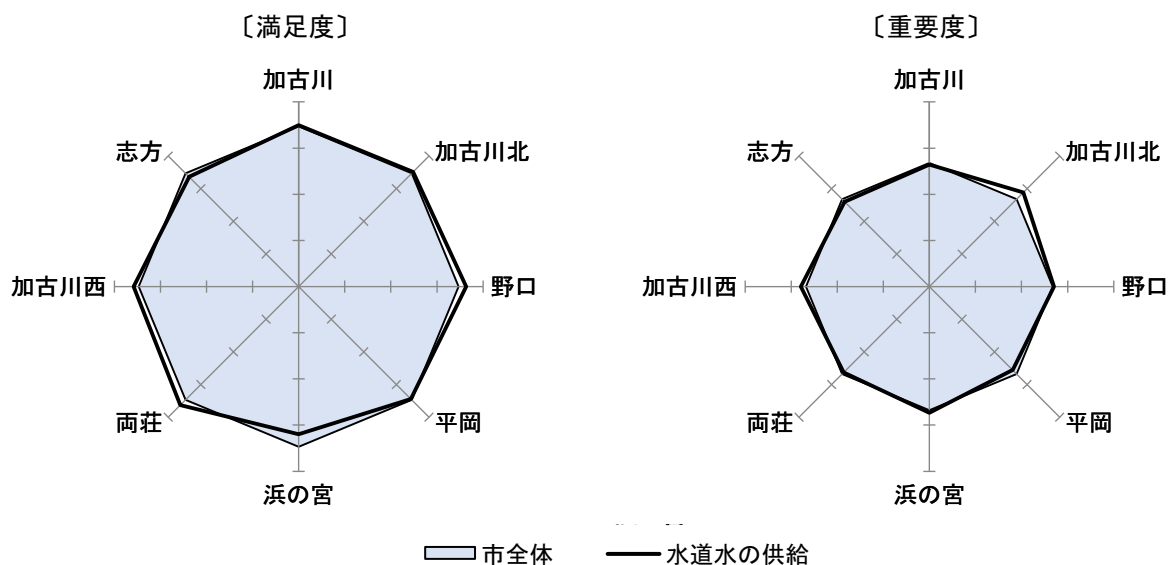 〔満足度〕
加古川
加古川北
野口
平岡
浜の宮
両荘
加古川西
志方
〔重要度〕
加古川
加古川北
野口
平岡
浜の宮
両荘
加古川西
志方
市全体
水道水の供給